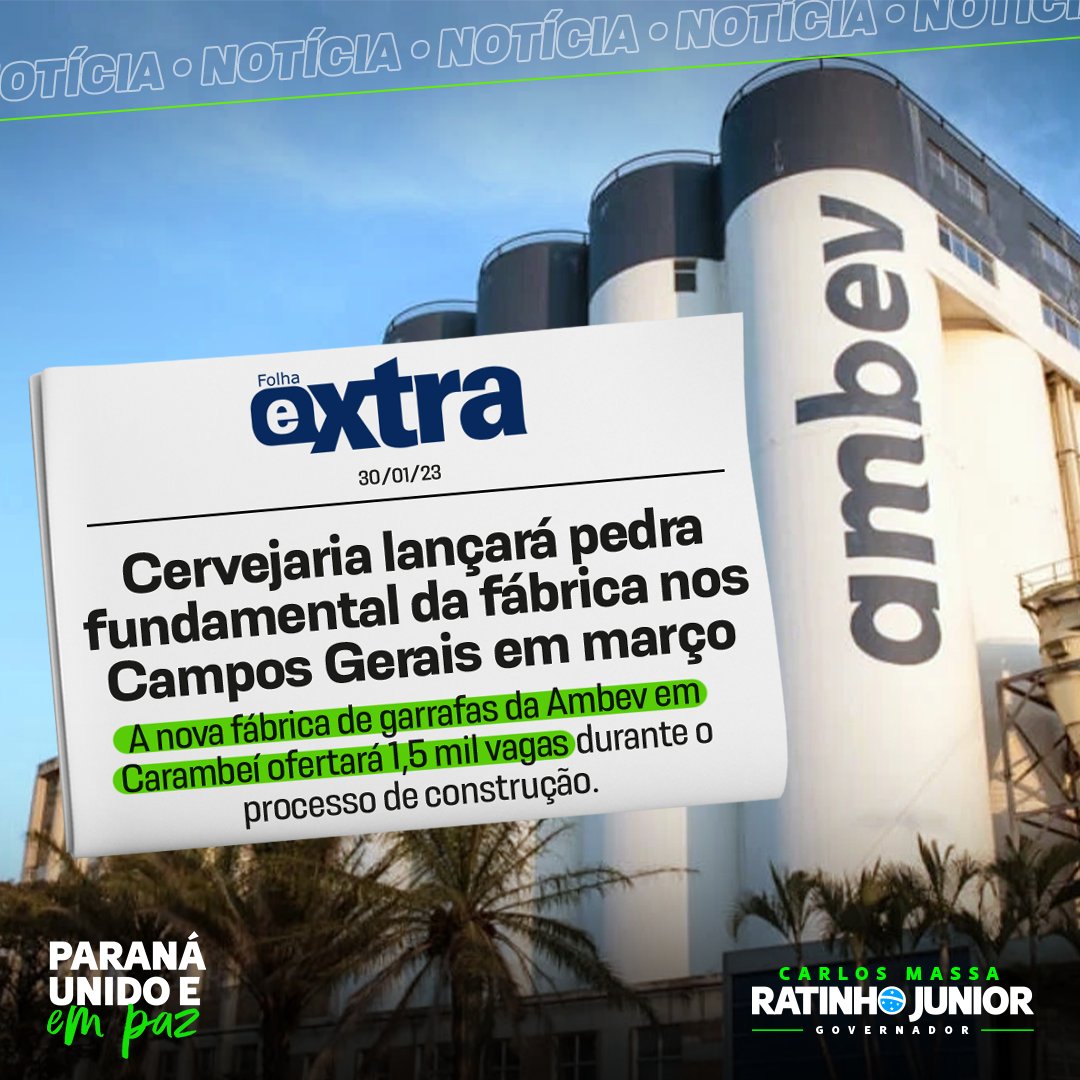 OTÍCIA • NOTÍCIA • NOTÍCIA • NOTÍCIA • NOTÍCIA
ambev
Folha
extra
30/01/23
Cervejaria lançará pedra
fundamental da fábrica nos
Campos Gerais em março
A nova fábrica de garrafas da Ambev em
Carambeí ofertará 1,5 mil vagas durante o
processo de construção.
PARANÁ
UNIDO E
em paz
CARLOS MASSA
RATINHO JUNIOR
GOVERNADOR